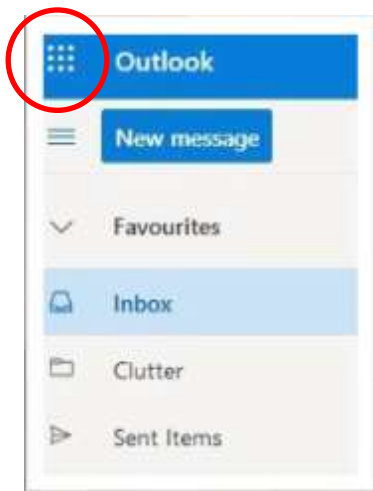 Outlook
New message
Favourites
Inbox
Clutter
Sent Items